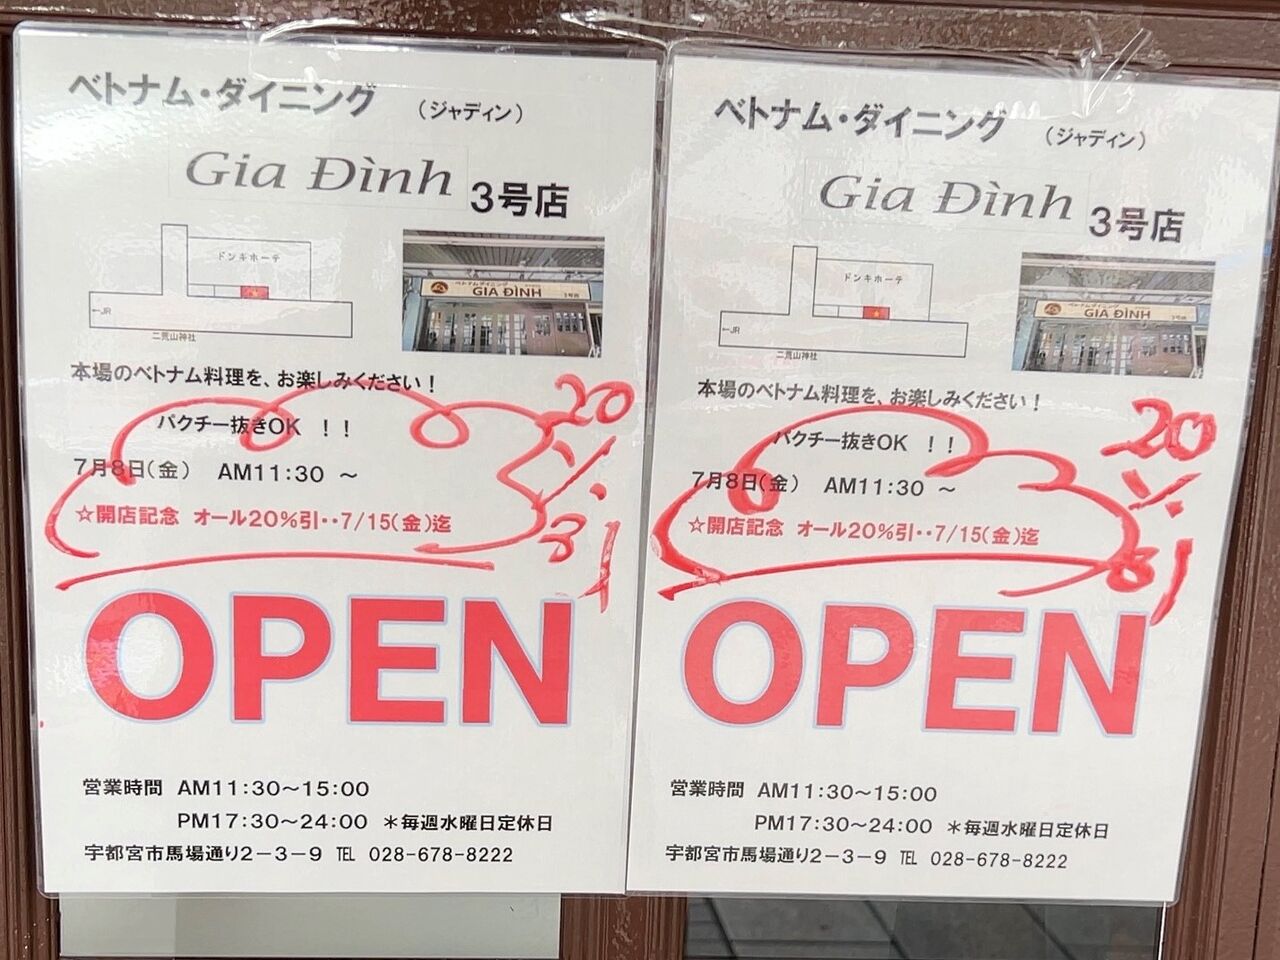 ベトナム・ダイニング （ジャディン）
Gia Đình 3号店
ドンキホーテ
←JR
二荒山神社
ベトナムダイニング
GIA ĐÌNH 3号店
本場のベトナム料理を、お楽しみください！
パクチー抜きOK ！！
7月8日(金) AM11:30 ～
☆開店記念 オール20%引‥7/15(金)迄
20
%
引
OPEN
営業時間 AM11:30～15:00
PM17:30～24:00 ＊毎週水曜日定休日
宇都宮市馬場通り2－3－9 TEL 028-678-8222
ベトナム・ダイニング （ジャディン）
Gia Đình 3号店
ドンキホーテ
←JR
二荒山神社
ベトナムダイニング
GIA ĐÌNH 3号店
本場のベトナム料理を、お楽しみください！
パクチー抜きOK ！！
7月8日(金) AM11:30 ～
☆開店記念 オール20%引‥7/15(金)迄
20
%
引
OPEN
営業時間 AM11:30～15:00
PM17:30～24:00 ＊毎週水曜日定休日
宇都宮市馬場通り2－3－9 TEL 028-678-8222